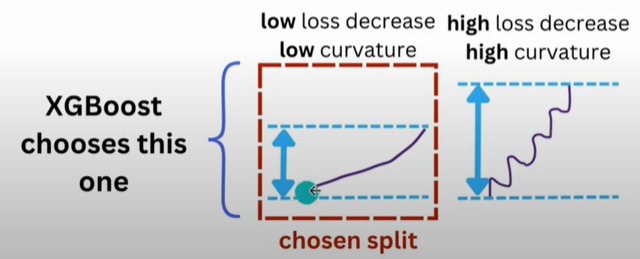 low loss decrease
low curvature
high loss decrease
high curvature
XGBoost
chooses this
one
chosen split